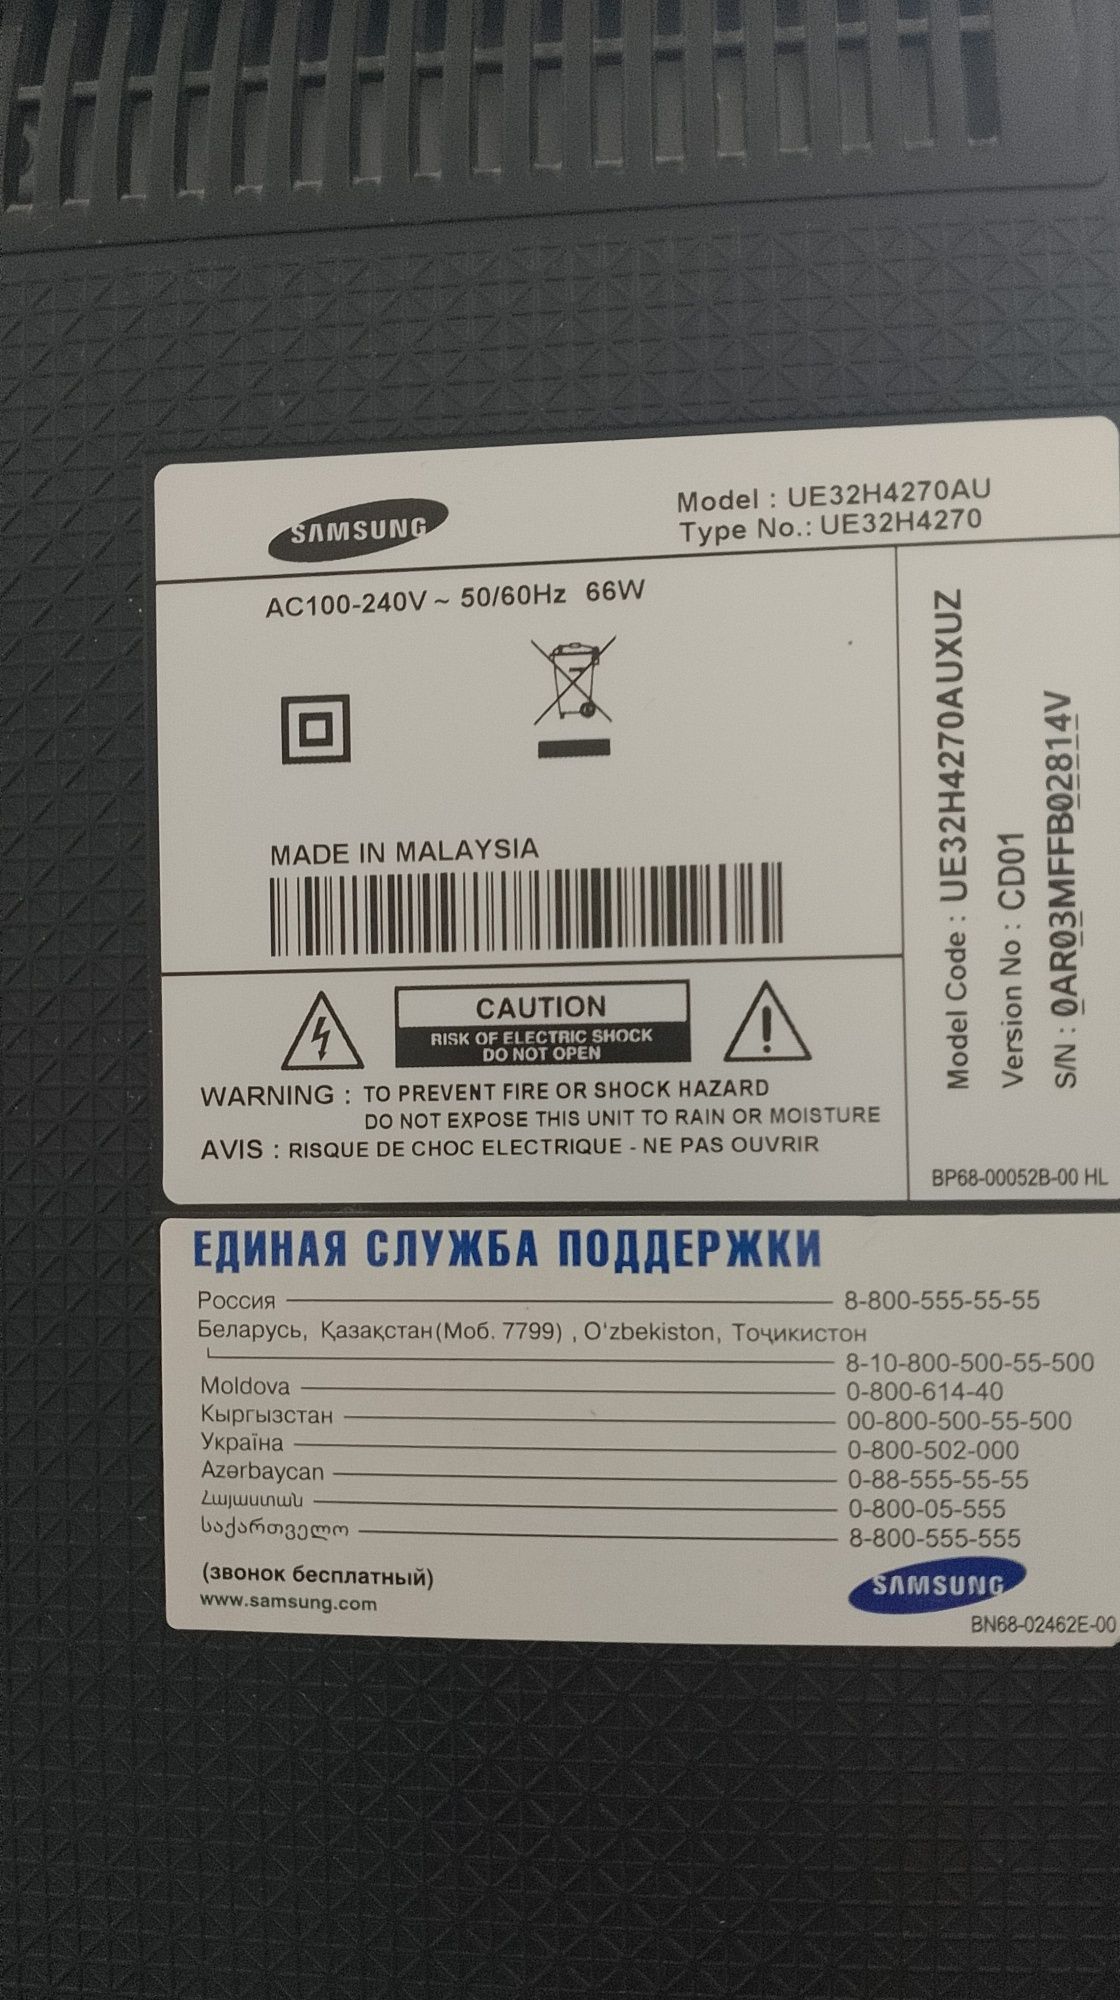 SAMSUNG
Model : UE32H4270AU
Type No.: UE32H4270
AC100-240V ~ 50/60Hz 66W
MADE IN MALAYSIA
CAUTION
RISK OF ELECTRIC SHOCK
DO NOT OPEN
WARNING : TO PREVENT FIRE OR SHOCK HAZARD
DO NOT EXPOSE THIS UNIT TO RAIN OR MOISTURE
AVIS : RISQUE DE CHOC ELECTRIQUE - NE PAS OUVRIR
Model Code : UE32H4270AUXUZ
Version No : CD01
S/N : 0AR03MFFB02814V
BP68-00052B-00 HL
ЕДИНАЯ СЛУЖБА ПОДДЕРЖКИ
Россия 8-800-555-55-55
Беларусь, Қазақстан(Моб. 7799) , O'zbekiston, Тоҷикистон
8-10-800-500-55-500
Moldova 0-800-614-40
Кыргызстан 00-800-500-55-500
Україна 0-800-502-000
Azərbaycan 0-88-555-55-55
Հայաստան 0-800-05-555
საქართველო 8-800-555-555
(звонок бесплатный)
www.samsung.com
SAMSUNG
BN68-02462E-00